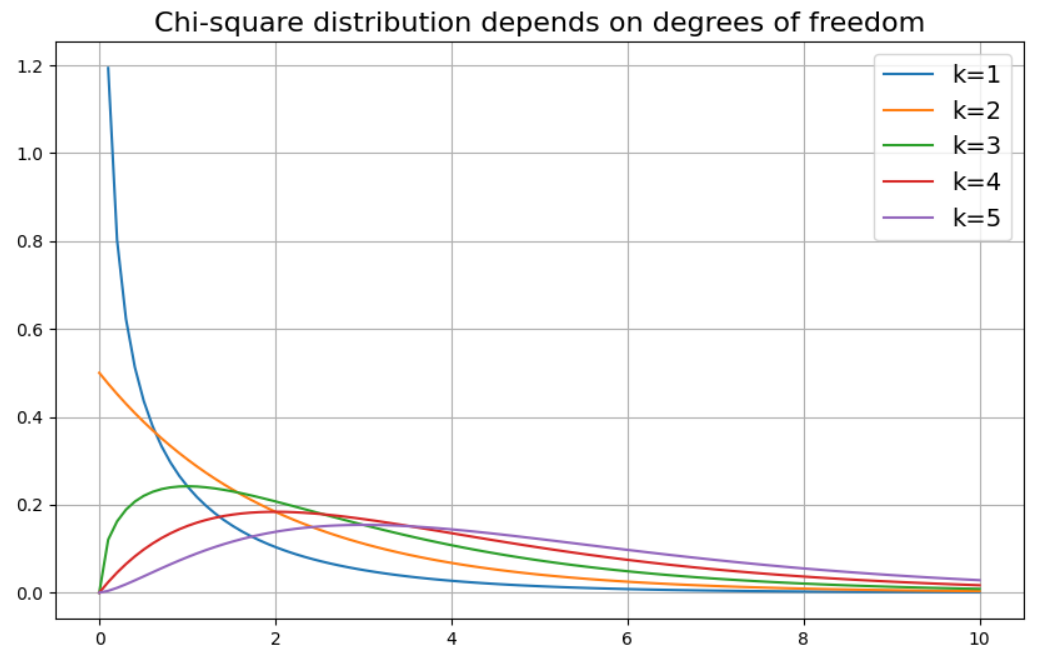 Chi-square distribution depends on degrees of freedom
1.2
1.0
0.8
0.6
0.4
0.2
0.0
0 2 4 6 8 10
k=1
k=2
k=3
k=4
k=5